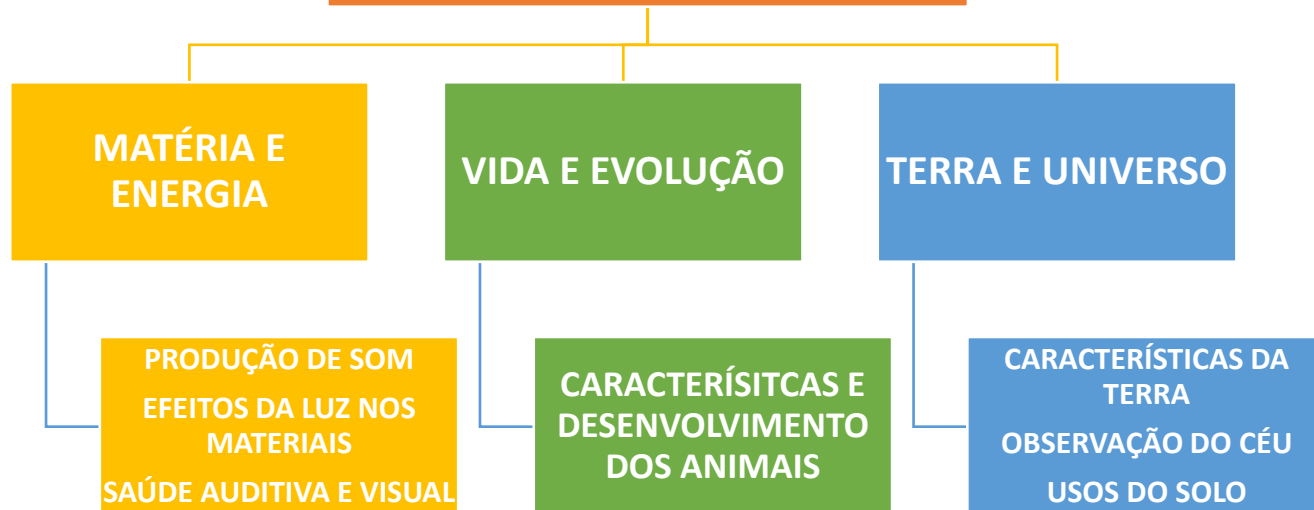 MATÉRIA E
ENERGIA
VIDA E EVOLUÇÃO
TERRA E UNIVERSO
PRODUÇÃO DE SOM
EFEITOS DA LUZ NOS
MATERIAIS
SAÚDE AUDITIVA E VISUAL
CARACTERÍSITCAS E
DESENVOLVIMENTO
DOS ANIMAIS
CARACTERÍSTICAS DA
TERRA
OBSERVAÇÃO DO CÉU
USOS DO SOLO